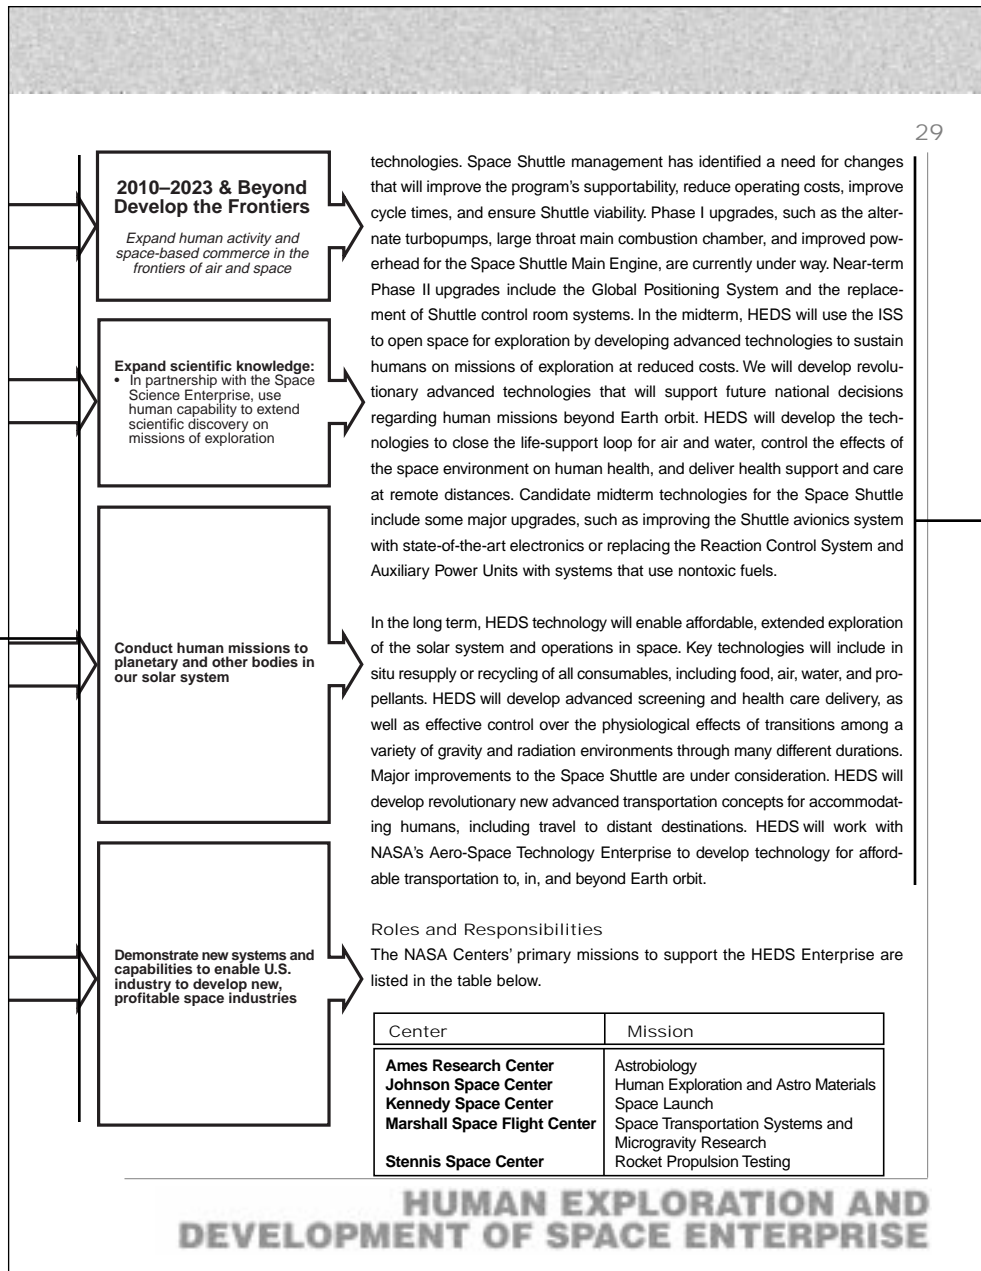 29
2010–2023 & Beyond
Develop the Frontiers
Expand human activity and
space-based commerce in the
frontiers of air and space
Expand scientific knowledge:
• In partnership with the Space
Science Enterprise, use
human capability to extend
scientific discovery on
missions of exploration
Conduct human missions to
planetary and other bodies in
our solar system
Demonstrate new systems and
capabilities to enable U.S.
industry to develop new,
profitable space industries
technologies. Space Shuttle management has identified a need for changes
that will improve the program's supportability, reduce operating costs, improve
cycle times, and ensure Shuttle viability. Phase I upgrades, such as the alter-
nate turbopumps, large throat main combustion chamber, and improved pow-
erhead for the Space Shuttle Main Engine, are currently under way. Near-term
Phase II upgrades include the Global Positioning System and the replace-
ment of Shuttle control room systems. In the midterm, HEDS will use the ISS
to open space for exploration by developing advanced technologies to sustain
humans on missions of exploration at reduced costs. We will develop revolu-
tionary advanced technologies that will support future national decisions
regarding human missions beyond Earth orbit. HEDS will develop the tech-
nologies to close the life-support loop for air and water, control the effects of
the space environment on human health, and deliver health support and care
at remote distances. Candidate midterm technologies for the Space Shuttle
include some major upgrades, such as improving the Shuttle avionics system
with state-of-the-art electronics or replacing the Reaction Control System and
Auxiliary Power Units with systems that use nontoxic fuels.
In the long term, HEDS technology will enable affordable, extended exploration
of the solar system and operations in space. Key technologies will include in
situ resupply or recycling of all consumables, including food, air, water, and pro-
pellants. HEDS will develop advanced screening and health care delivery, as
well as effective control over the physiological effects of transitions among a
variety of gravity and radiation environments through many different durations.
Major improvements to the Space Shuttle are under consideration. HEDS will
develop revolutionary new advanced transportation concepts for accommodat-
ing humans, including travel to distant destinations. HEDS will work with
NASA's Aero-Space Technology Enterprise to develop technology for afford-
able transportation to, in, and beyond Earth orbit.
Roles and Responsibilities
The NASA Centers' primary missions to support the HEDS Enterprise are
listed in the table below.
Center Mission
Ames Research Center Astrobiology
Johnson Space Center Human Exploration and Astro Materials
Kennedy Space Center Space Launch
Marshall Space Flight Center Space Transportation Systems and
Microgravity Research
Stennis Space Center Rocket Propulsion Testing
HUMAN EXPLORATION AND
DEVELOPMENT OF SPACE ENTERPRISE